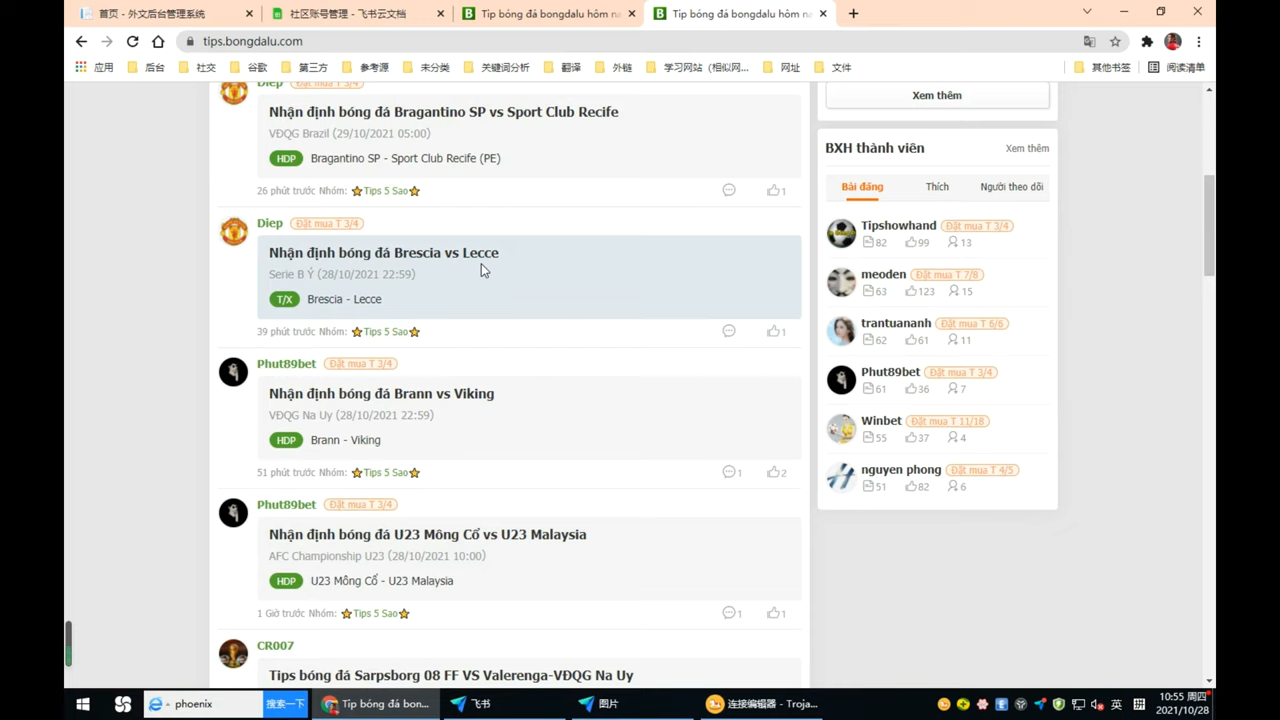 首页 - 外文后台管理系统
社区账号管理 - 飞书云文档
Tip bóng đá bongdalu hôm na
Tip bóng đá bongdalu hôm na
tips.bongdalu.com
应用 后台 社交 谷歌 第三方 参考源 未分类 关键词分析 翻译 外链 学习网站（相似网... 网址 文件 其他书签 阅读清单
Diep Đặt mua T 3/4
Nhận định bóng đá Bragantino SP vs Sport Club Recife
VĐQG Brazil (29/10/2021 05:00)
HDP Bragantino SP - Sport Club Recife (PE)
26 phút trước Nhóm: ⭐Tips 5 Sao⭐ 1
Diep Đặt mua T 3/4
Nhận định bóng đá Brescia vs Lecce
Serie B Ý (28/10/2021 22:59)
T/X Brescia - Lecce
39 phút trước Nhóm: ⭐Tips 5 Sao⭐ 1
Phut89bet Đặt mua T 3/4
Nhận định bóng đá Brann vs Viking
VĐQG Na Uy (28/10/2021 22:59)
HDP Brann - Viking
51 phút trước Nhóm: ⭐Tips 5 Sao⭐ 1 2
Phut89bet Đặt mua T 3/4
Nhận định bóng đá U23 Mông Cổ vs U23 Malaysia
AFC Championship U23 (28/10/2021 10:00)
HDP U23 Mông Cổ - U23 Malaysia
1 Giờ trước Nhóm: ⭐Tips 5 Sao⭐ 1 1
CR007
Tips bóng đá Sarpsborg 08 FF VS Valerenga-VĐQG Na Uy
Xem thêm
BXH thành viên Xem thêm
Bài đăng Thích Người theo dõi
Tipshowhand Đặt mua T 3/4
82 99 13
meoden Đặt mua T 7/8
63 123 15
trantuananh Đặt mua T 6/6
62 61 11
Phut89bet Đặt mua T 3/4
61 36 7
Winbet Đặt mua T 11/18
55 37 4
nguyen phong Đặt mua T 4/5
51 82 6
phoenix 搜索一下 Tip bóng đá bon... 飞书 图片 连接编辑器 - Troja... 英 拼
10:55 周四
2021/10/28